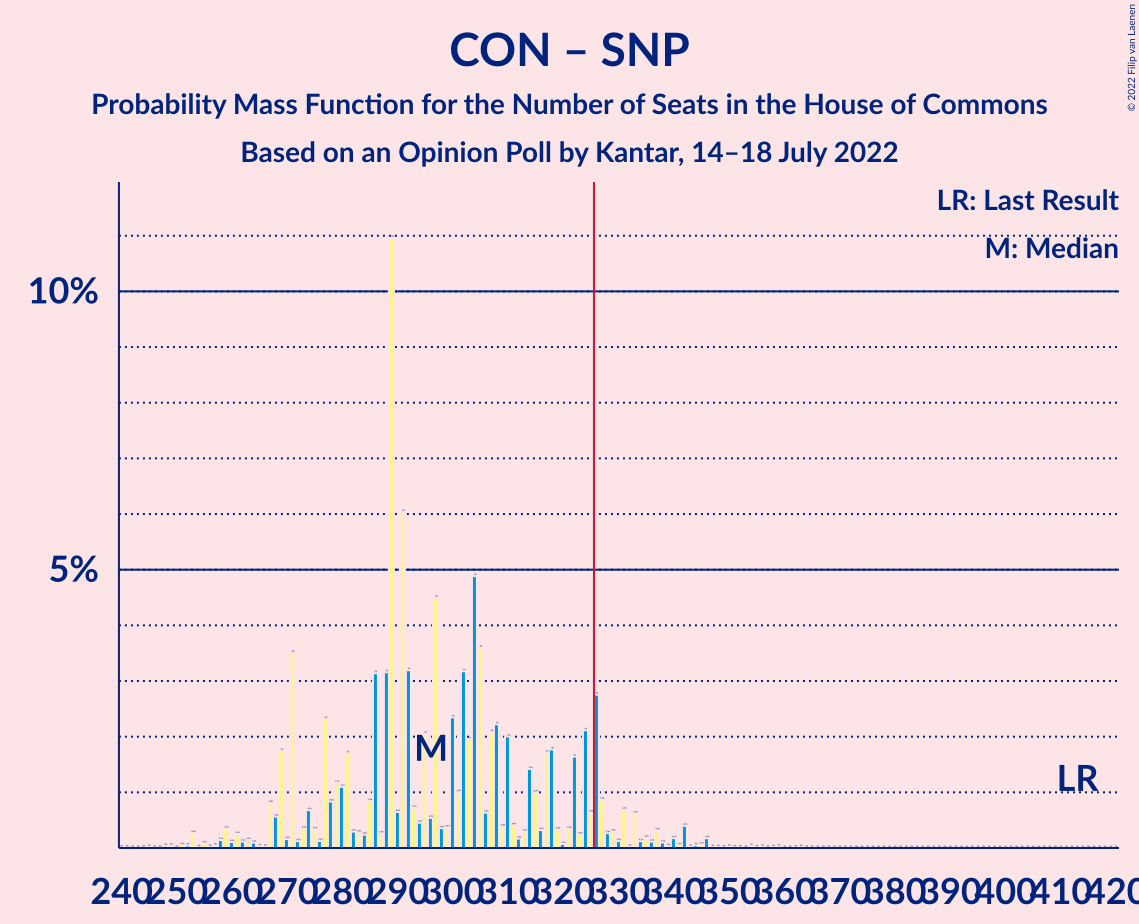 CON – SNP
Probability Mass Function for the Number of Seats in the House of Commons
Based on an Opinion Poll by Kantar, 14–18 July 2022
© 2022 Filip van Laenen
LR: Last Result
M: Median
10%
5%
M
LR
240 250 260 270 280 290 300 310 320 330 340 350 360 370 380 390 400 410 420